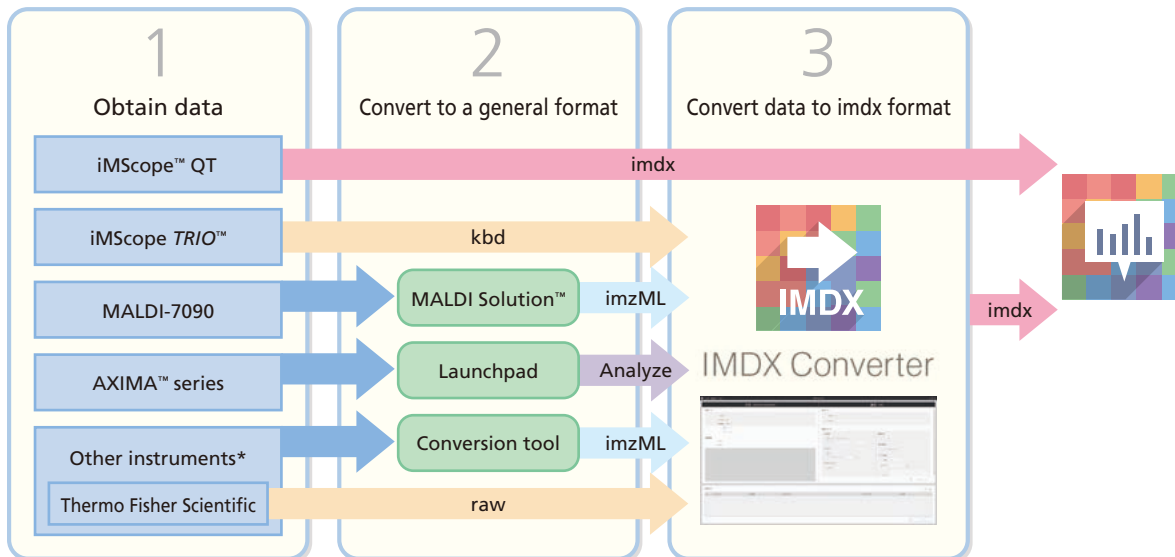 1
Obtain data
2
Convert to a general format
3
Convert data to imdx format
iMScope™ QT
imdx
iMScope TRIO™
kbd
MALDI-7090
MALDI Solution™
imzML
AXIMA™ series
Launchpad
Analyze
Other instruments*
Conversion tool
imzML
Thermo Fisher Scientific
raw
IMDX
IMDX Converter
imdx